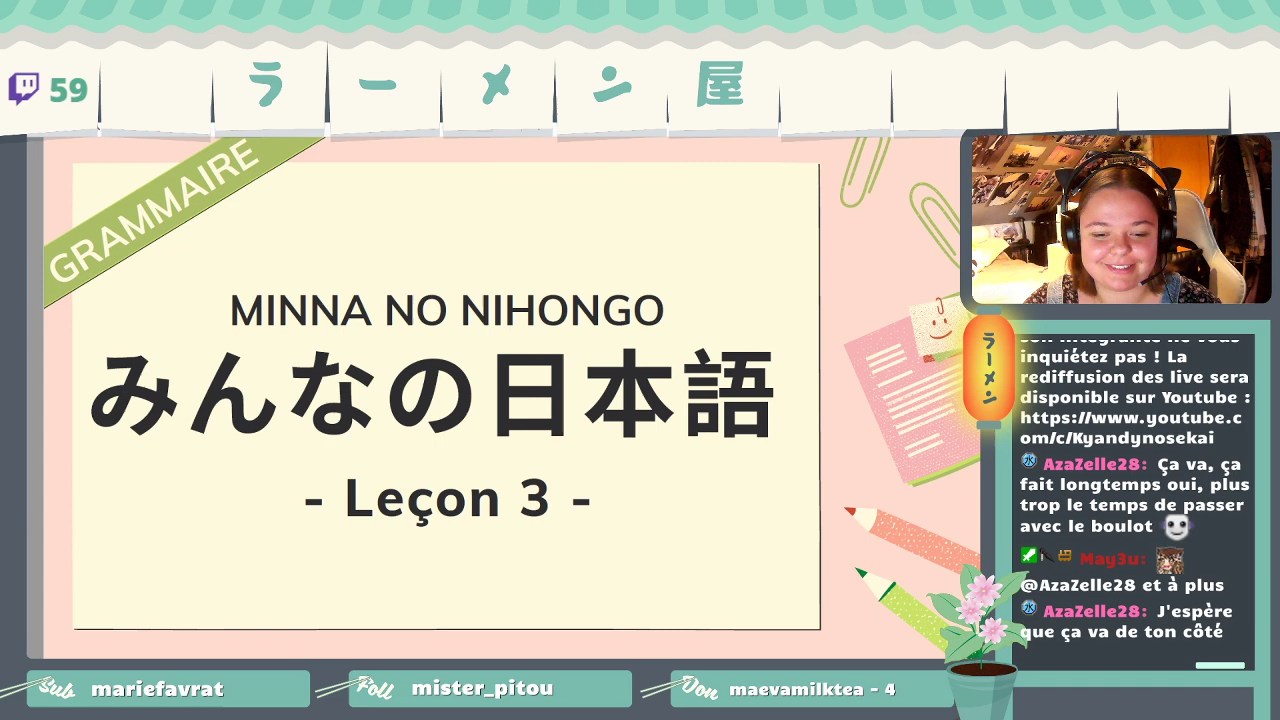 59
ラーメン屋
GRAMMAIRE
MINNA NO NIHONGO
みんなの日本語
- Leçon 3 -
ラーメン
inquiétez pas ! La
rediffusion des live sera
disponible sur Youtube :
https://www.youtube.c
om/c/Kyandynosekai
水 AzaZelle28: Ça va, ça
fait longtemps oui, plus
trop le temps de passer
avec le boulot
May3u:
@AzaZelle28 et à plus
水 AzaZelle28: J'espère
que ça va de ton côté
Sub mariefavrat
Foll mister_pitou
Don maevamilktea - 4